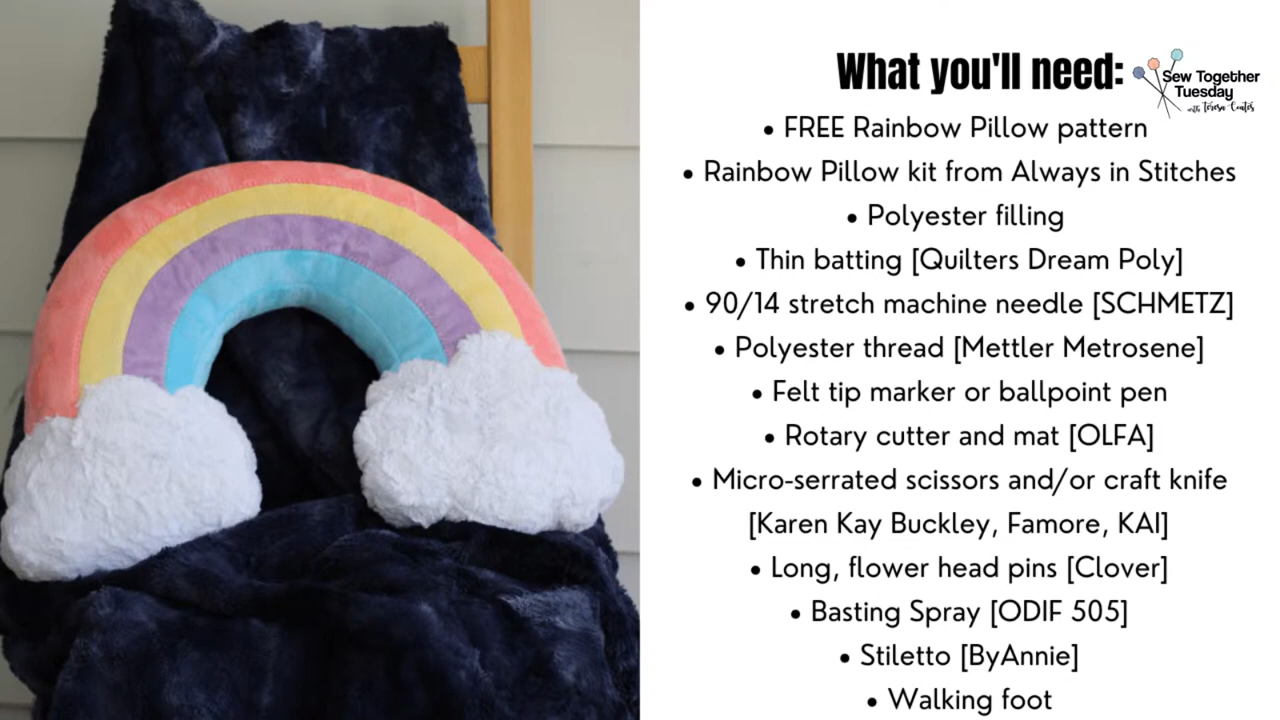 What you'll need:
Sew Together
Tuesday
with Teresa Coates
• FREE Rainbow Pillow pattern
• Rainbow Pillow kit from Always in Stitches
• Polyester filling
• Thin batting [Quilters Dream Poly]
• 90/14 stretch machine needle [SCHMETZ]
• Polyester thread [Mettler Metrosene]
• Felt tip marker or ballpoint pen
• Rotary cutter and mat [OLFA]
• Micro-serrated scissors and/or craft knife
[Karen Kay Buckley, Famore, KAI]
• Long, flower head pins [Clover]
• Basting Spray [ODIF 505]
• Stiletto [ByAnnie]
• Walking foot